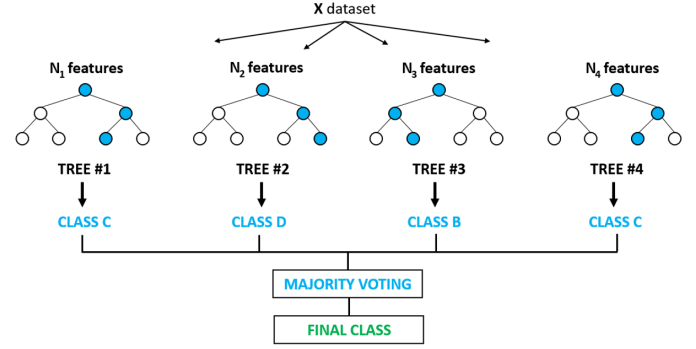 X dataset
N1 features
N2 features
N3 features
N4 features
TREE #1
TREE #2
TREE #3
TREE #4
CLASS C
CLASS D
CLASS B
CLASS C
MAJORITY VOTING
FINAL CLASS